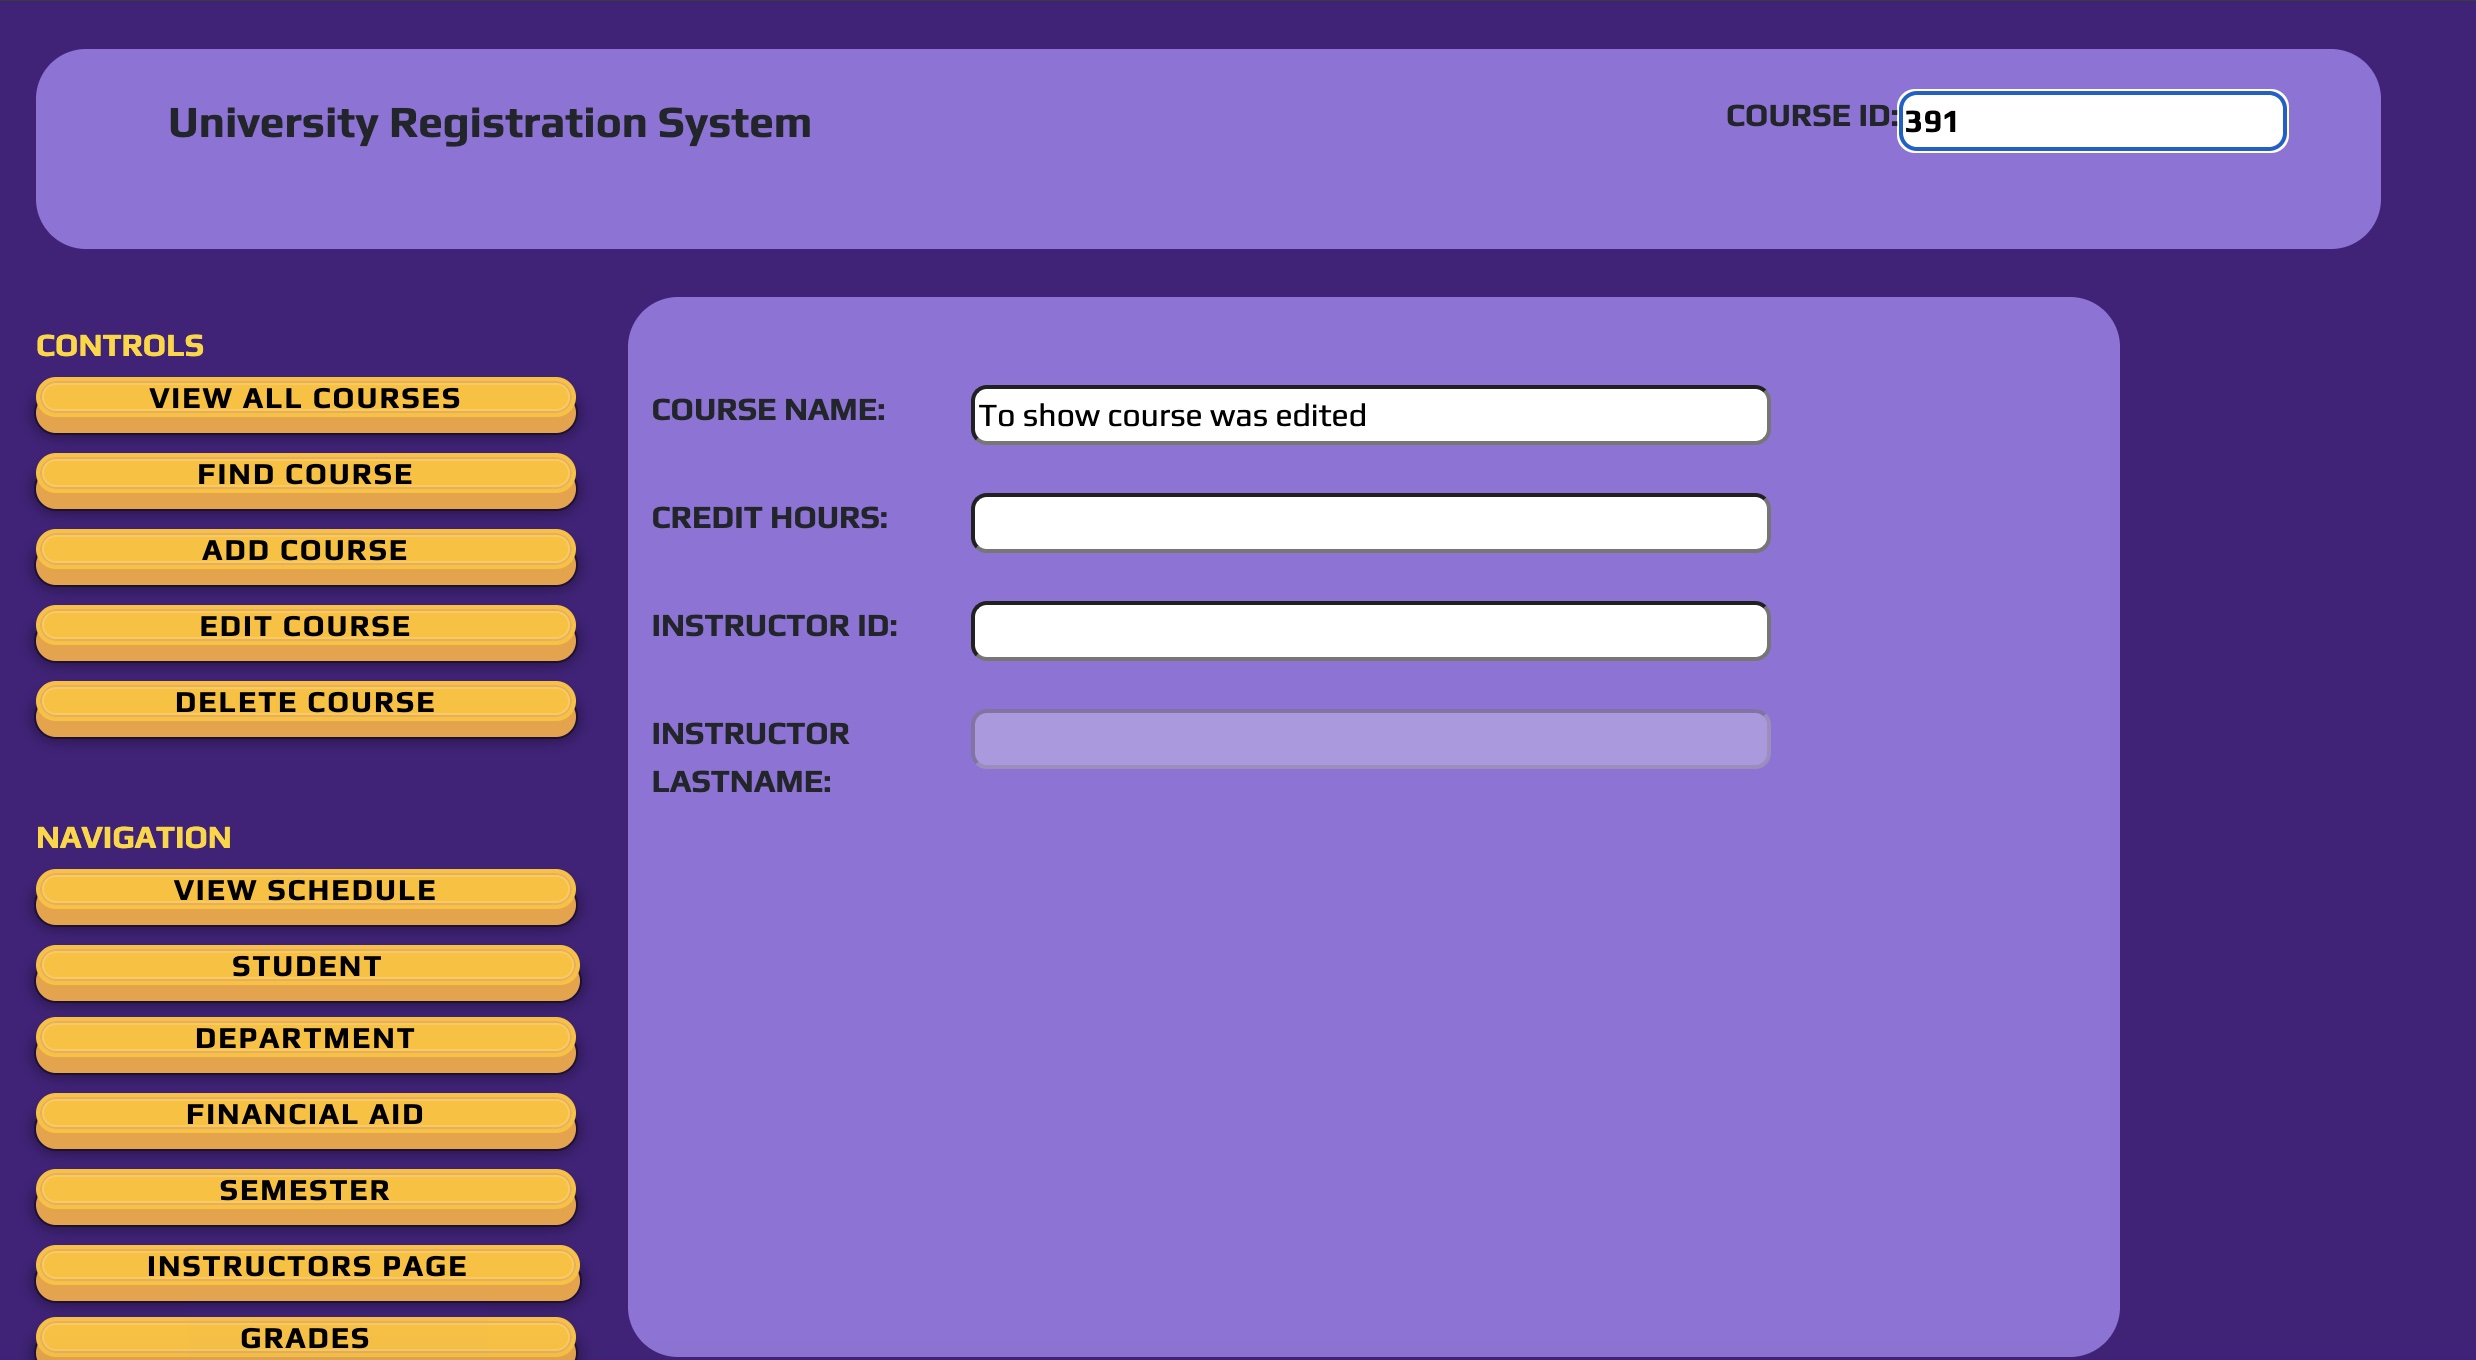 University Registration System
COURSE ID: 391
CONTROLS
VIEW ALL COURSES
FIND COURSE
ADD COURSE
EDIT COURSE
DELETE COURSE
NAVIGATION
VIEW SCHEDULE
STUDENT
DEPARTMENT
FINANCIAL AID
SEMESTER
INSTRUCTORS PAGE
GRADES
COURSE NAME: To show course was edited
CREDIT HOURS:
INSTRUCTOR ID:
INSTRUCTOR
LASTNAME: